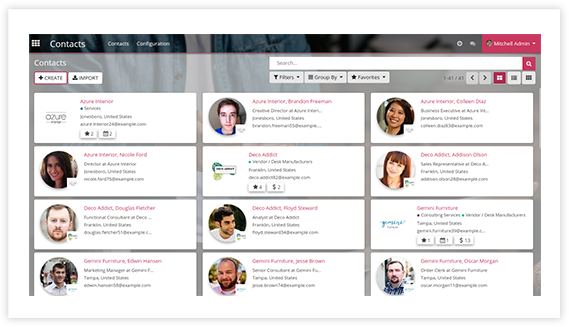 Contacts
Contacts
Configuration
Mitchell Admin
Contacts
Search...
+ CREATE
IMPORT
Filters
Group By
Favorites
1-41 / 41
azure
Azure Interior
Services
Jonesboro, United States
azure.interior24@example.com
2
2
Azure Interior, Brandon Freeman
Creative Director at Azure Interi...
Jonesboro, United States
brandon.freeman55@example....
Azure Interior, Colleen Diaz
Business Executive at Azure Inter...
Jonesboro, United States
colleen.diaz83@example.com
Azure Interior, Nicole Ford
Director at Azure Interior
Jonesboro, United States
nicole.ford75@example.com
DECO ADDICT
Deco Addict
Vendor / Desk Manufacturers
Franklin, United States
deco.addict82@example.com
4
$ 2
Deco Addict, Addison Olson
Sales Representative at Deco A...
Franklin, United States
addison.olson28@example.com
Deco Addict, Douglas Fletcher
Functional Consultant at Deco ...
Franklin, United States
douglas.fletcher51@example.c...
Deco Addict, Floyd Steward
Analyst at Deco Addict
Franklin, United States
floyd.steward34@example.com
gemini
Gemini Furniture
Consulting Services Vendor / Desk Manufacturers
Tampa, United States
gemini.furniture39@example.c...
1
1
$ 13
Gemini Furniture, Edwin Hansen
Marketing Manager at Gemini F...
Tampa, United States
edwin.hansen58@example.com
Gemini Furniture, Jesse Brown
Senior Consultant at Gemini Fu...
Tampa, United States
jesse.brown74@example.com
Gemini Furniture, Oscar Morgan
Order Clerk at Gemini Furniture
Tampa, United States
oscar.morgan11@example.com